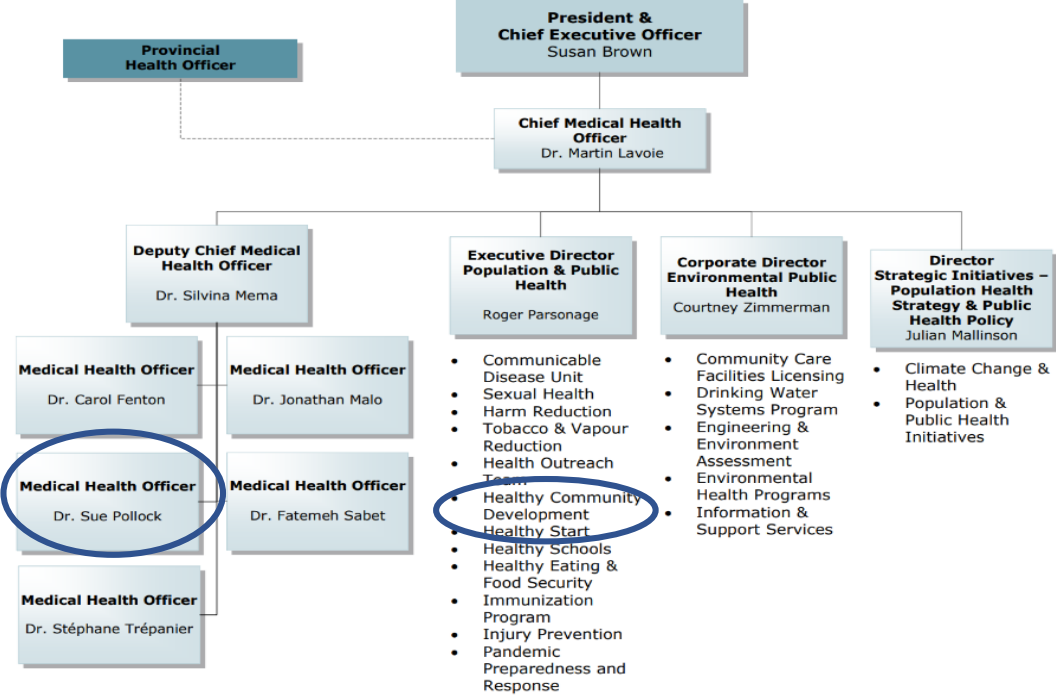 President &
Chief Executive Officer
Susan Brown
Provincial
Health Officer
Chief Medical Health
Officer
Dr. Martin Lavoie
Deputy Chief Medical
Health Officer
Dr. Silvina Mema
Medical Health Officer
Dr. Carol Fenton
Medical Health Officer
Dr. Jonathan Malo
Medical Health Officer
Dr. Sue Pollock
Medical Health Officer
Dr. Fatemeh Sabet
Medical Health Officer
Dr. Stéphane Trépanier
Executive Director
Population & Public
Health
Roger Parsonage
• Communicable
Disease Unit
• Sexual Health
• Harm Reduction
• Tobacco & Vapour
Reduction
• Health Outreach
Team
• Healthy Community
Development
• Healthy Start
• Healthy Schools
• Healthy Eating &
Food Security
• Immunization
Program
• Injury Prevention
• Pandemic
Preparedness and
Response
Corporate Director
Environmental Public
Health
Courtney Zimmerman
• Community Care
Facilities Licensing
• Drinking Water
Systems Program
• Engineering &
Environment
Assessment
• Environmental
Health Programs
• Information &
Support Services
Director
Strategic Initiatives –
Population Health
Strategy & Public
Health Policy
Julian Mallinson
• Climate Change &
Health
• Population &
Public Health
Initiatives